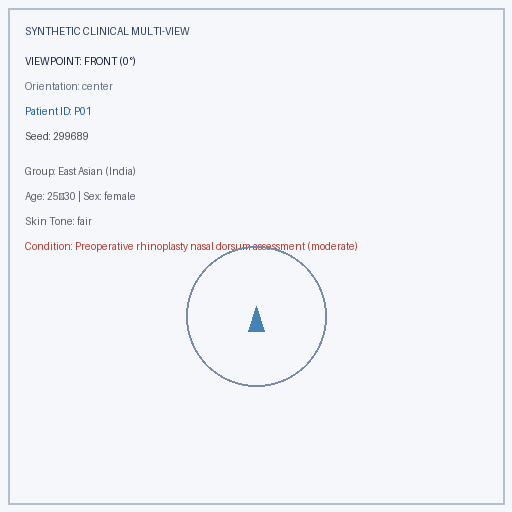 SYNTHETIC CLINICAL MULTI-VIEW
VIEWPOINT: FRONT (0°)
Orientation: center
Patient ID: P01
Seed: 299689
Group: East Asian (India)
Age: 25□30 | Sex: female
Skin Tone: fair
Condition: Preoperative rhinoplasty nasal dorsum assessment (moderate)